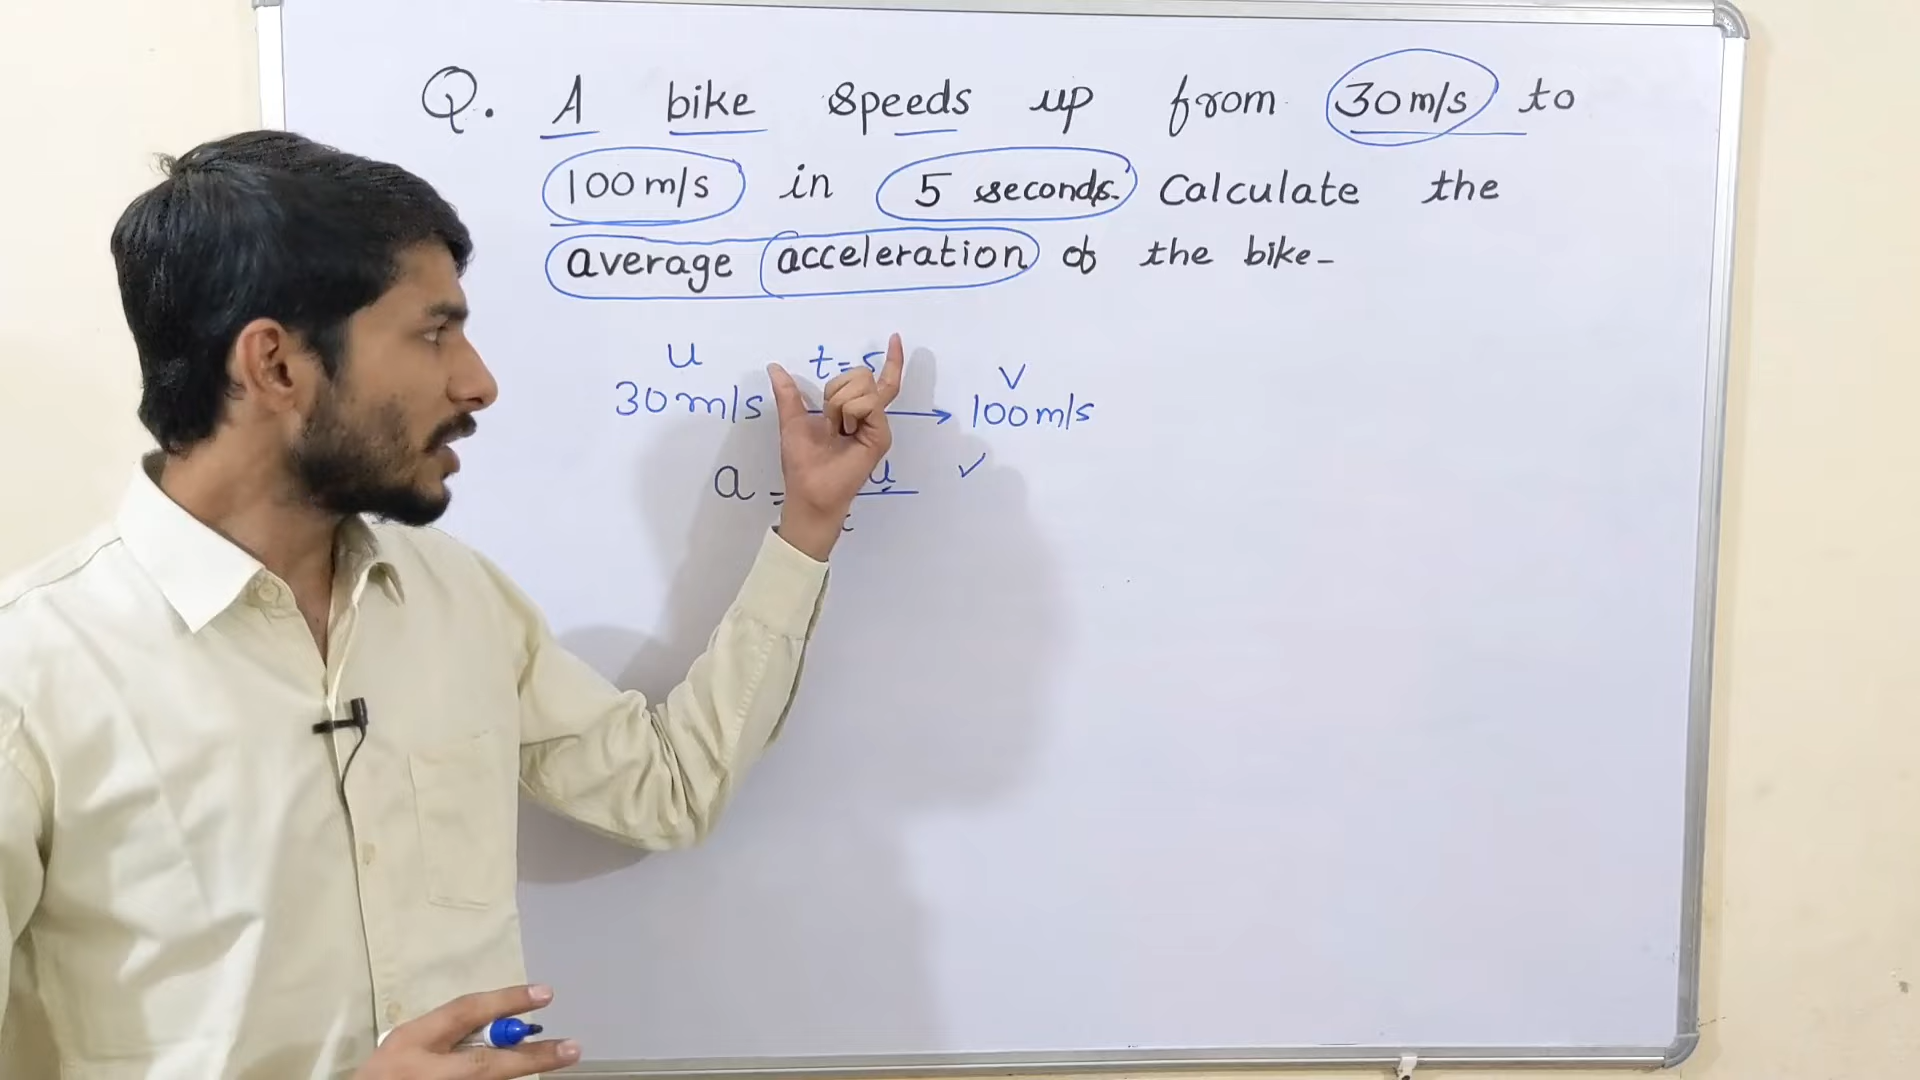 Q. A bike speeds up from 30m/s to
100m/s in 5 seconds. Calculate the
average acceleration of the bike-
u t=5 v
30m/s 100m/s
a = u